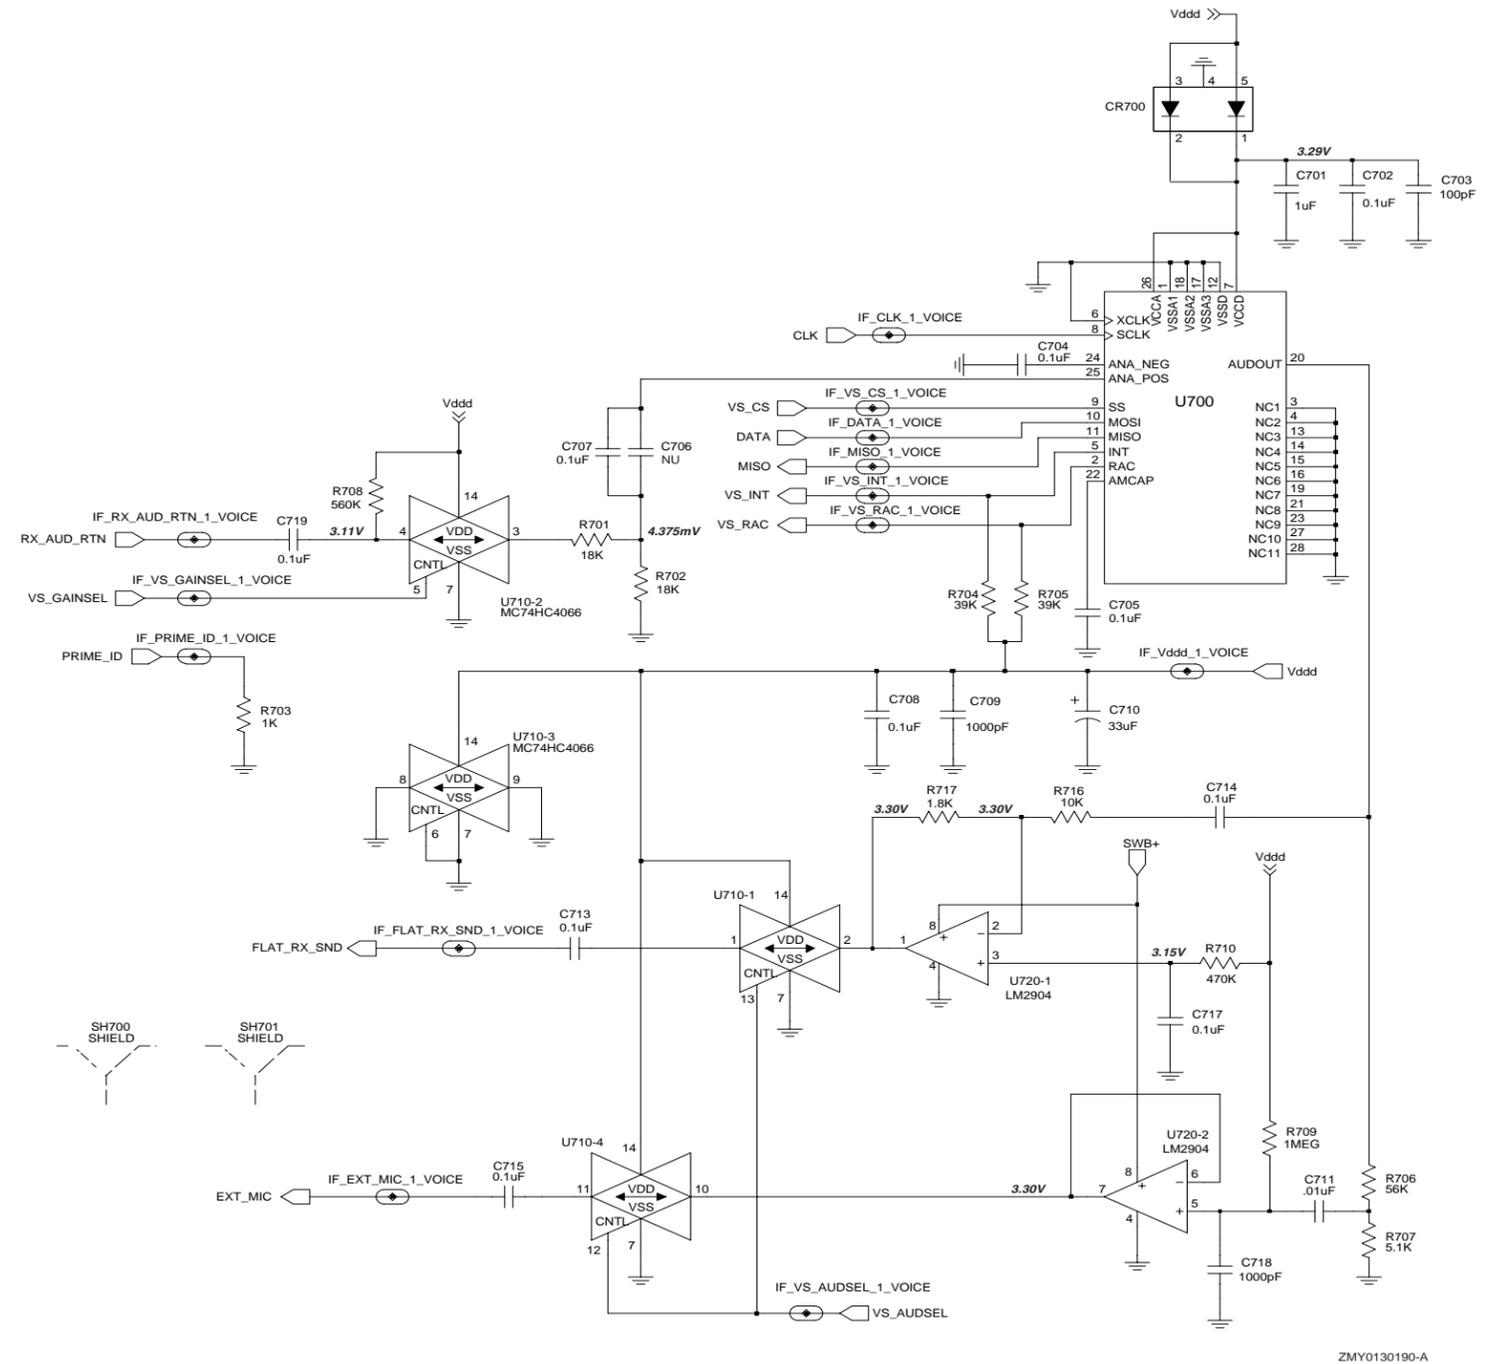 Vddd
3 4 5
CR700
2 1
3.29V
C701
1uF
C702
0.1uF
C703
100pF
26 1 18 17 12 7
VCCA VSSA1 VSSA2 VSSA3 VSSD VCCD
6 XCLK
8 SCLK
CLK
IF_CLK_1_VOICE
C704
0.1uF
24 ANA_NEG
25 ANA_POS
AUDOUT 20
U700
VS_CS
IF_VS_CS_1_VOICE
9 SS
DATA
IF_DATA_1_VOICE
10 MOSI
MISO
IF_MISO_1_VOICE
11 MISO
VS_INT
IF_VS_INT_1_VOICE
5 INT
VS_RAC
IF_VS_RAC_1_VOICE
2 RAC
22 AMCAP
NC1 3
NC2 4
NC3 13
NC4 14
NC5 15
NC6 16
NC7 19
NC8 21
NC9 23
NC10 27
NC11 28
Vddd
R708
560K
C707
0.1uF
C706
NU
RX_AUD_RTN
IF_RX_AUD_RTN_1_VOICE
C719
0.1uF
3.11V
4 14 3
VDD
VSS
CNTL
5 7
U710-2
MC74HC4066
R701
18K
4.375mV
R702
18K
VS_GAINSEL
IF_VS_GAINSEL_1_VOICE
R704
39K
R705
39K
C705
0.1uF
PRIME_ID
IF_PRIME_ID_1_VOICE
R703
1K
IF_Vddd_1_VOICE
Vddd
C708
0.1uF
C709
1000pF
+
C710
33uF
U710-3
MC74HC4066
14
8 9
VDD
VSS
CNTL
6 7
3.30V
R717
1.8K
3.30V
R716
10K
C714
0.1uF
SWB+
Vddd
U710-1
14
FLAT_RX_SND
IF_FLAT_RX_SND_1_VOICE
C713
0.1uF
1 2
VDD
VSS
CNTL
13 7
1 8 + − 2
4 + 3
U720-1
LM2904
3.15V
R710
470K
C717
0.1uF
SH700
SHIELD
SH701
SHIELD
U710-4
14
EXT_MIC
IF_EXT_MIC_1_VOICE
C715
0.1uF
11 10
VDD
VSS
CNTL
12 7
3.30V
U720-2
LM2904
7 8 + − 6
4 + 5
R709
1MEG
C711
.01uF
R706
56K
R707
5.1K
C718
1000pF
IF_VS_AUDSEL_1_VOICE
VS_AUDSEL
ZMY0130190-A